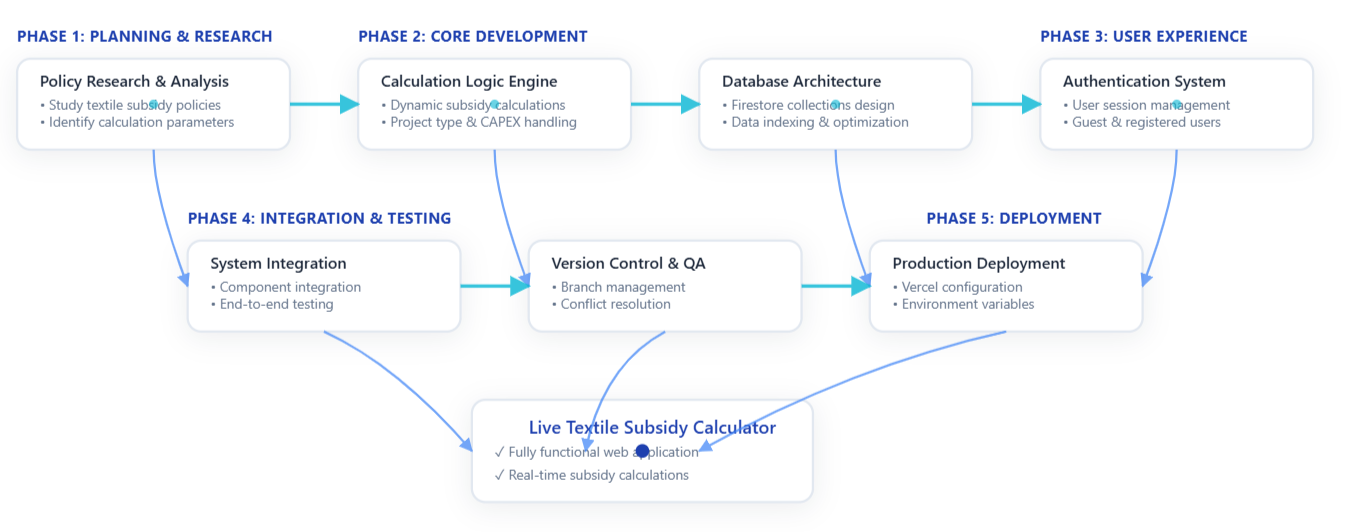 PHASE 1: PLANNING & RESEARCH
PHASE 2: CORE DEVELOPMENT
PHASE 3: USER EXPERIENCE
Policy Research & Analysis
• Study textile subsidy policies
• Identify calculation parameters
Calculation Logic Engine
• Dynamic subsidy calculations
• Project type & CAPEX handling
Database Architecture
• Firestore collections design
• Data indexing & optimization
Authentication System
• User session management
• Guest & registered users
PHASE 4: INTEGRATION & TESTING
PHASE 5: DEPLOYMENT
System Integration
• Component integration
• End-to-end testing
Version Control & QA
• Branch management
• Conflict resolution
Production Deployment
• Vercel configuration
• Environment variables
Live Textile Subsidy Calculator
✓ Fully functional web application
✓ Real-time subsidy calculations